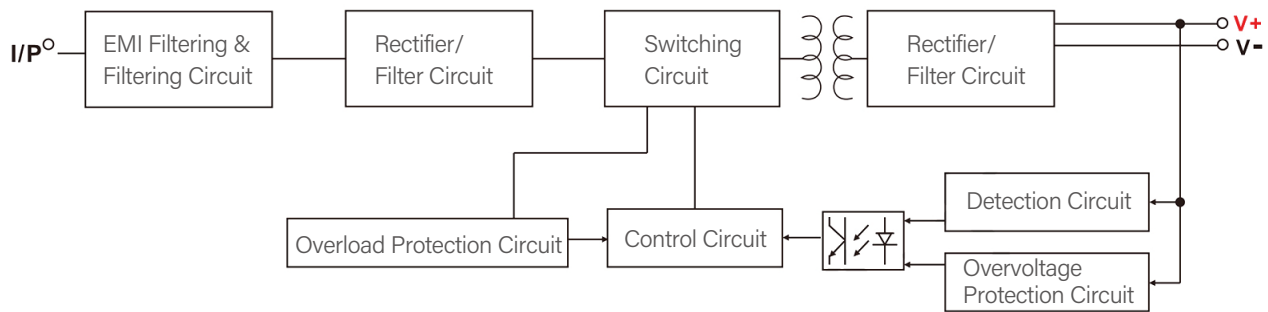 I/P
EMI Filtering &
Filtering Circuit
Rectifier/
Filter Circuit
Switching
Circuit
Rectifier/
Filter Circuit
V+
V-
Detection Circuit
Overload Protection Circuit
Control Circuit
Overvoltage
Protection Circuit